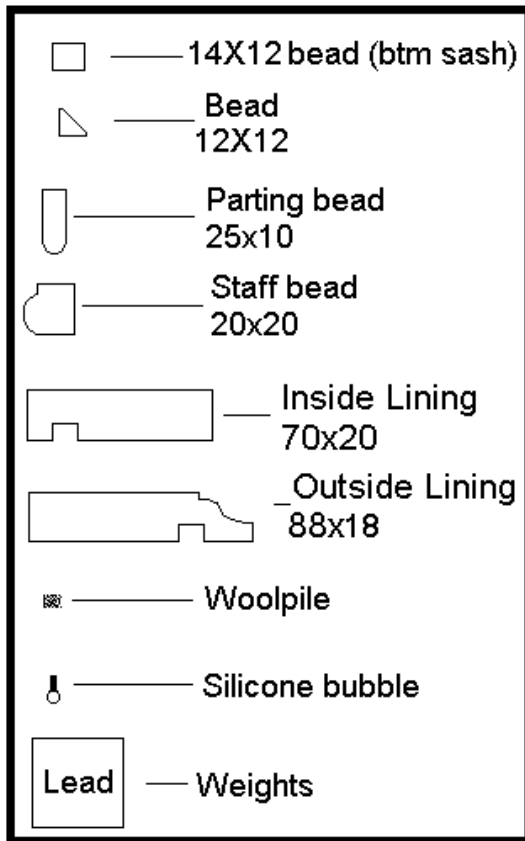 14X12 bead (btm sash)
Bead
12X12
Parting bead
25x10
Staff bead
20x20
Inside Lining
70x20
_Outside Lining
88x18
Woolpile
Silicone bubble
Lead
Weights